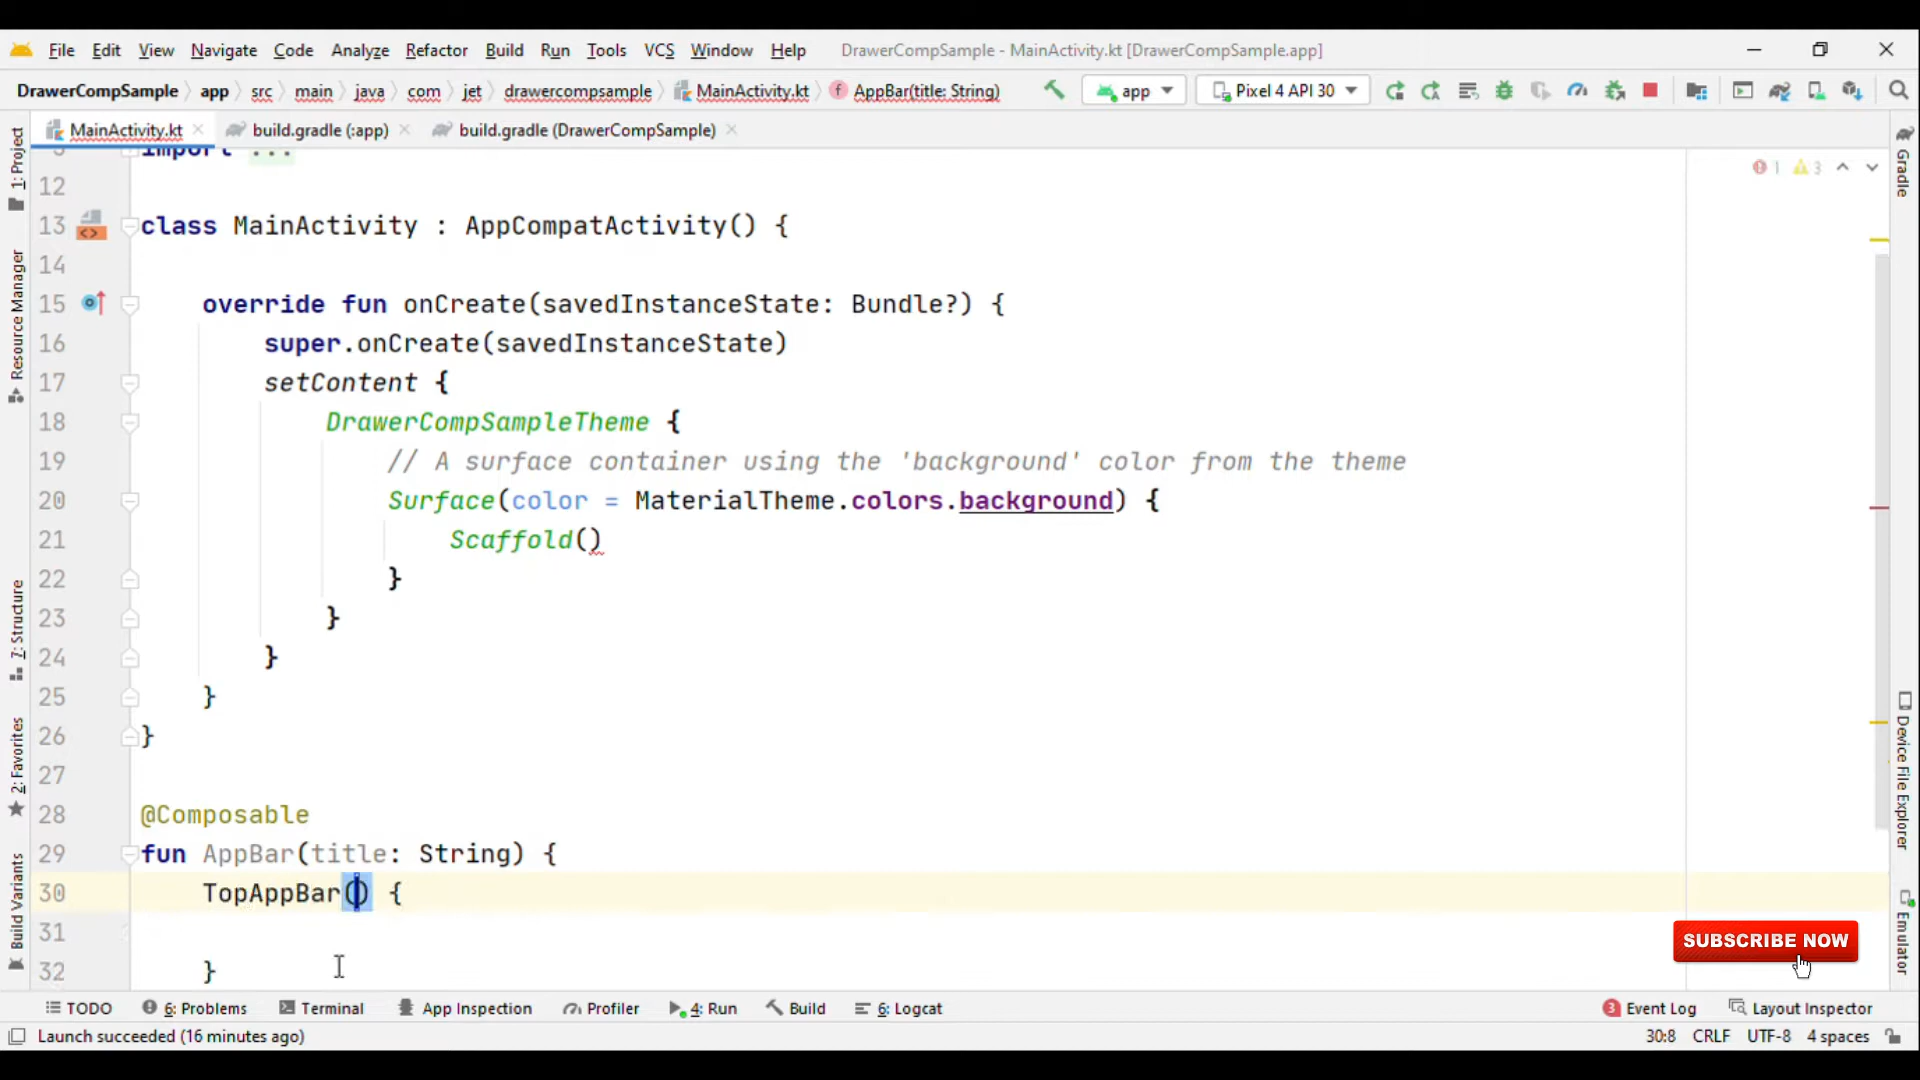 File Edit View Navigate Code Analyze Refactor Build Run Tools VCS Window Help DrawerCompSample - MainActivity.kt [DrawerCompSample.app]
DrawerCompSample app src main java com jet drawercompsample MainActivity.kt AppBar(title: String) app Pixel 4 API 30
MainActivity.kt build.gradle (:app) build.gradle (DrawerCompSample)
import ...
12
13 class MainActivity : AppCompatActivity() {
14
15 override fun onCreate(savedInstanceState: Bundle?) {
16 super.onCreate(savedInstanceState)
17 setContent {
18 DrawerCompSampleTheme {
19 // A surface container using the 'background' color from the theme
20 Surface(color = MaterialTheme.colors.background) {
21 Scaffold()
22 }
23 }
24 }
25 }
26 }
27
28 @Composable
29 fun AppBar(title: String) {
30 TopAppBar() {
31
32 }
1 3
1: Project
Resource Manager
7: Structure
2: Favorites
Build Variants
Gradle
Device File Explorer
Emulator
SUBSCRIBE NOW
TODO 6: Problems Terminal App Inspection Profiler 4: Run Build 6: Logcat 3 Event Log Layout Inspector
Launch succeeded (16 minutes ago) 30:8 CRLF UTF-8 4 spaces